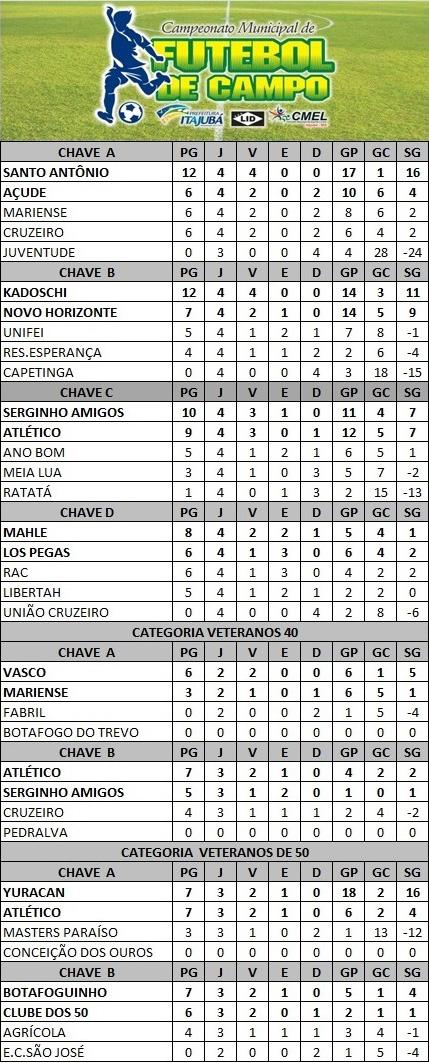 Campeonato Municipal de
FUTEBOL
DE CAMPO
PREFEITURA ITAJUBÁ LID CMEL
CHAVE A PG J V E D GP GC SG
SANTO ANTÔNIO 12 4 4 0 0 17 1 16
AÇUDE 6 4 2 0 2 10 6 4
MARIENSE 6 4 2 0 2 8 6 2
CRUZEIRO 6 4 2 0 2 6 4 2
JUVENTUDE 0 3 0 0 4 4 28 -24
CHAVE B PG J V E D GP GC SG
KADOSCHI 12 4 4 0 0 14 3 11
NOVO HORIZONTE 7 4 2 1 0 14 5 9
UNIFEI 5 4 1 2 1 7 8 -1
RES.ESPERANÇA 4 4 1 1 2 2 6 -4
CAPETINGA 0 4 0 0 4 3 18 -15
CHAVE C PG J V E D GP GC SG
SERGINHO AMIGOS 10 4 3 1 0 11 4 7
ATLÉTICO 9 4 3 0 1 12 5 7
ANO BOM 5 4 1 2 1 6 5 1
MEIA LUA 3 4 1 0 3 5 7 -2
RATATÁ 1 4 0 1 3 2 15 -13
CHAVE D PG J V E D GP GC SG
MAHLE 8 4 2 2 1 5 4 1
LOS PEGAS 6 4 1 3 0 6 4 2
RAC 6 4 1 3 0 4 2 2
LIBERTAH 5 4 1 2 1 2 2 0
UNIÃO CRUZEIRO 0 4 0 0 4 2 8 -6
CATEGORIA VETERANOS 40
CHAVE A PG J V E D GP GC SG
VASCO 6 2 2 0 0 6 1 5
MARIENSE 3 2 1 0 1 6 5 1
FABRIL 0 2 0 0 2 1 5 -4
BOTAFOGO DO TREVO 0 0 0 0 0 0 0 0
CHAVE B PG J V E D GP GC SG
ATLÉTICO 7 3 2 1 0 4 2 2
SERGINHO AMIGOS 5 3 1 2 0 1 0 1
CRUZEIRO 4 3 1 1 1 2 4 -2
PEDRALVA 0 0 0 0 0 0 0 0
CATEGORIA VETERANOS DE 50
CHAVE A PG J V E D GP GC SG
YURACAN 7 3 2 1 0 18 2 16
ATLÉTICO 7 3 2 1 0 6 2 4
MASTERS PARAÍSO 3 3 1 0 2 1 13 -12
CONCEIÇÃO DOS OUROS 0 0 0 0 0 0 0 0
CHAVE B PG J V E D GP GC SG
BOTAFOGUINHO 7 3 2 1 0 5 1 4
CLUBE DOS 50 6 3 2 0 1 2 1 1
AGRÍCOLA 4 3 1 1 1 3 4 -1
E.C.SÃO JOSÉ 0 2 0 0 2 1 5 -4